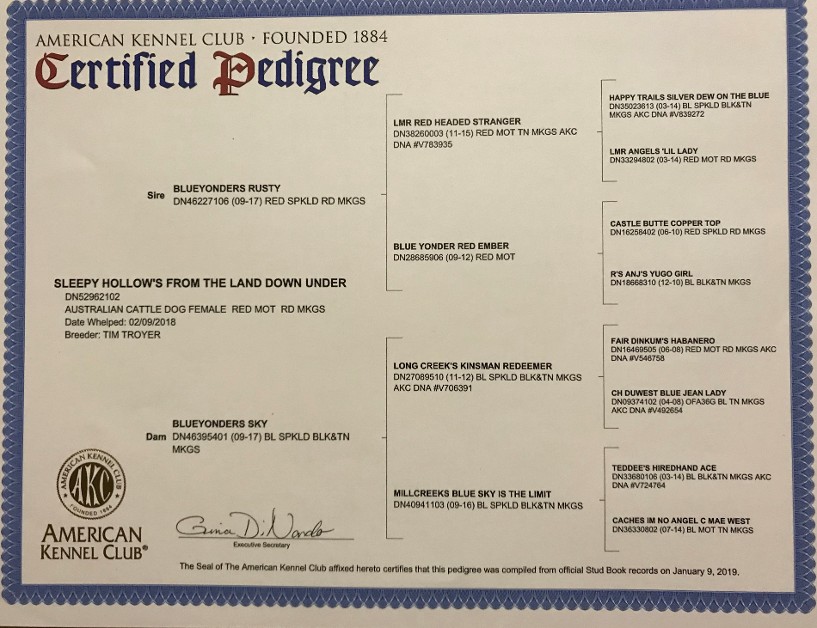 AMERICAN KENNEL CLUB · FOUNDED 1884
Certified Pedigree
HAPPY TRAILS SILVER DEW ON THE BLUE
DN35023613 (03-14) BL SPKLD BLK&TN
MKGS AKC DNA #V839272
LMR RED HEADED STRANGER
DN38260003 (11-15) RED MOT TN MKGS AKC
DNA #V783935
LMR ANGELS 'LIL LADY
DN33294802 (03-14) RED MOT RD MKGS
Sire
BLUEYONDERS RUSTY
DN46227106 (09-17) RED SPKLD RD MKGS
CASTLE BUTTE COPPER TOP
DN16258402 (06-10) RED SPKLD RD MKGS
BLUE YONDER RED EMBER
DN28685906 (09-12) RED MOT
R'S ANJ'S YUGO GIRL
DN18668310 (12-10) BL BLK&TN MKGS
SLEEPY HOLLOW'S FROM THE LAND DOWN UNDER
DN52962102
AUSTRALIAN CATTLE DOG FEMALE RED MOT RD MKGS
Date Whelped: 02/09/2018
Breeder: TIM TROYER
FAIR DINKUM'S HABANERO
DN16469505 (06-08) RED MOT RD MKGS AKC
DNA #V546758
LONG CREEK'S KINSMAN REDEEMER
DN27089510 (11-12) BL SPKLD BLK&TN MKGS
AKC DNA #V706391
CH DUWEST BLUE JEAN LADY
DN09374102 (04-08) OFA36G BL TN MKGS
AKC DNA #V492654
BLUEYONDERS SKY
Dam DN46395401 (09-17) BL SPKLD BLK&TN
MKGS
TEDDEE'S HIREDHAND ACE
DN33680106 (03-14) BL BLK&TN MKGS AKC
DNA #V724764
MILLCREEKS BLUE SKY IS THE LIMIT
DN40941103 (09-16) BL SPKLD BLK&TN MKGS
CACHES IM NO ANGEL C MAE WEST
DN36330802 (07-14) BL MOT TN MKGS
AMERICAN KENNEL CLUB
AKC
FOUNDED 1884
AMERICAN
KENNEL CLUB®
Gina DiNardo
Executive Secretary
The Seal of The American Kennel Club affixed hereto certifies that this pedigree was compiled from official Stud Book records on January 9, 2019.